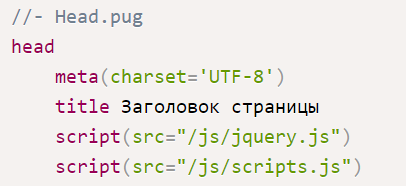 //- Head.pug
head
    meta(charset='UTF-8')
    title Заголовок страницы
    script(src="/js/jquery.js")
    script(src="/js/scripts.js")